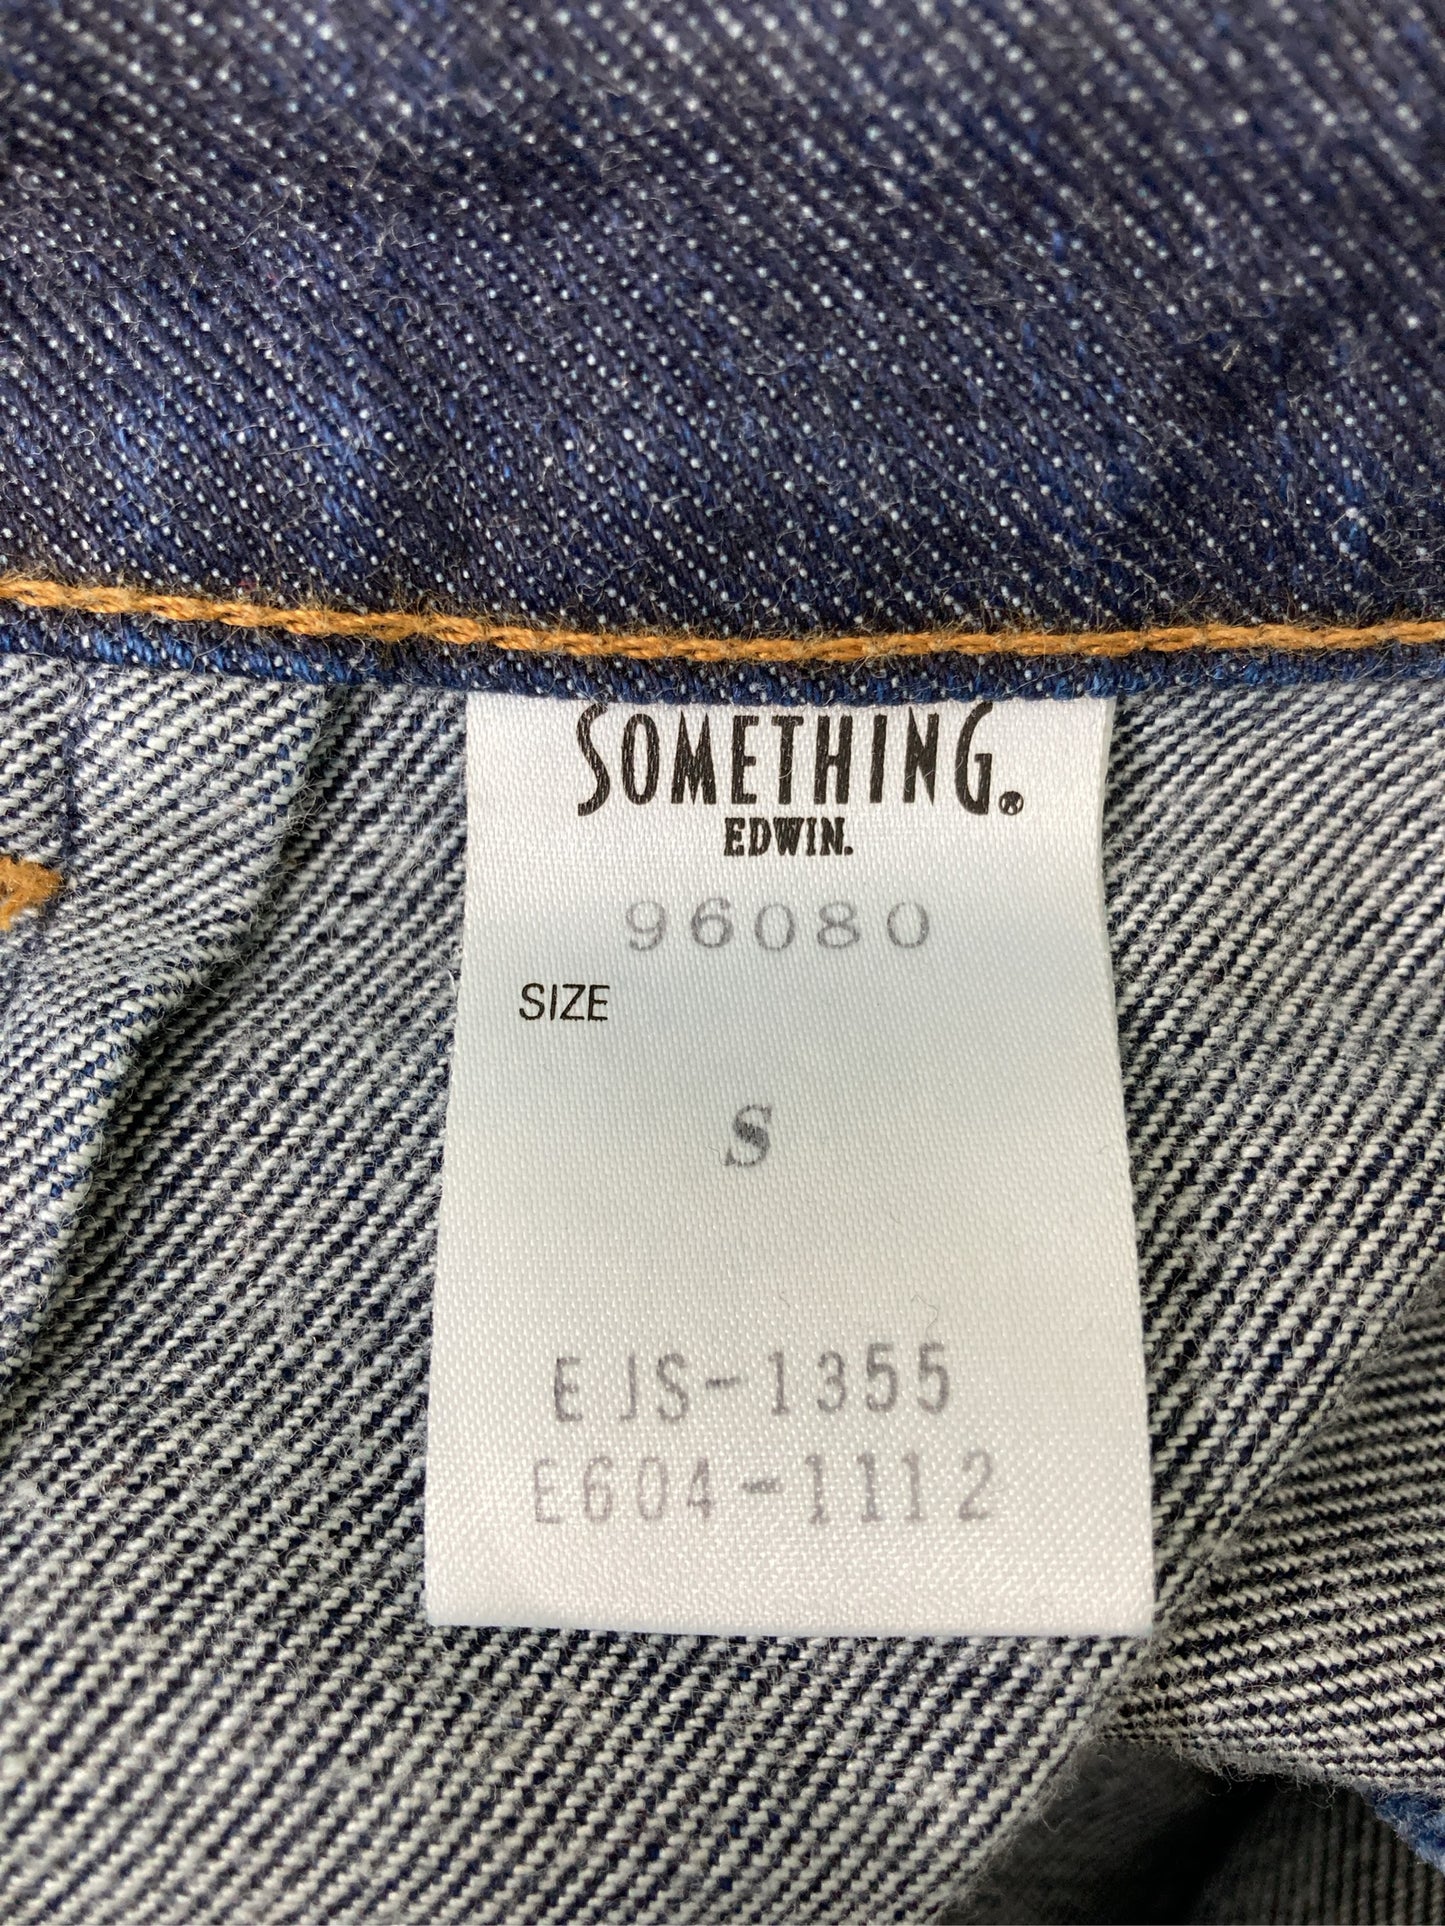 SOMETHING®
EDWIN.
96080
SIZE
S
EJS-1355
E604-1112